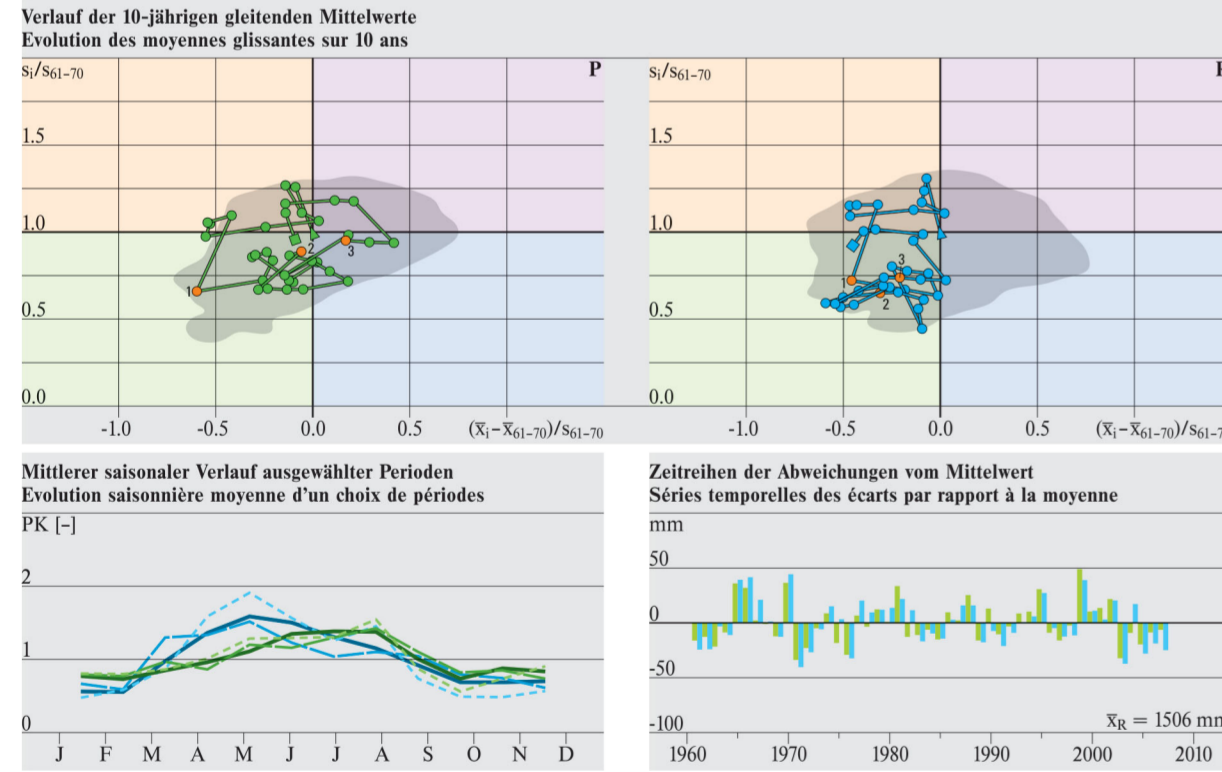 Verlauf der 10-jährigen gleitenden Mittelwerte
Evolution des moyennes glissantes sur 10 ans
si/s61–70
P
1.5
1.0
0.5
0.0
1
2
3
-1.0 -0.5 0.0 0.5 (x̅i–x̅61–70)/s61–70
si/s61–70
1.5
1.0
0.5
0.0
1
2
3
-1.0 -0.5 0.0 0.5 (x̅i–x̅61–7
Mittlerer saisonaler Verlauf ausgewählter Perioden
Evolution saisonnière moyenne d’un choix de périodes
PK [–]
2
1
0
J F M A M J J A S O N D
Zeitreihen der Abweichungen vom Mittelwert
Séries temporelles des écarts par rapport à la moyenne
mm
50
0
-50
-100
x̅R = 1506 mm
1960 1970 1980 1990 2000 2010